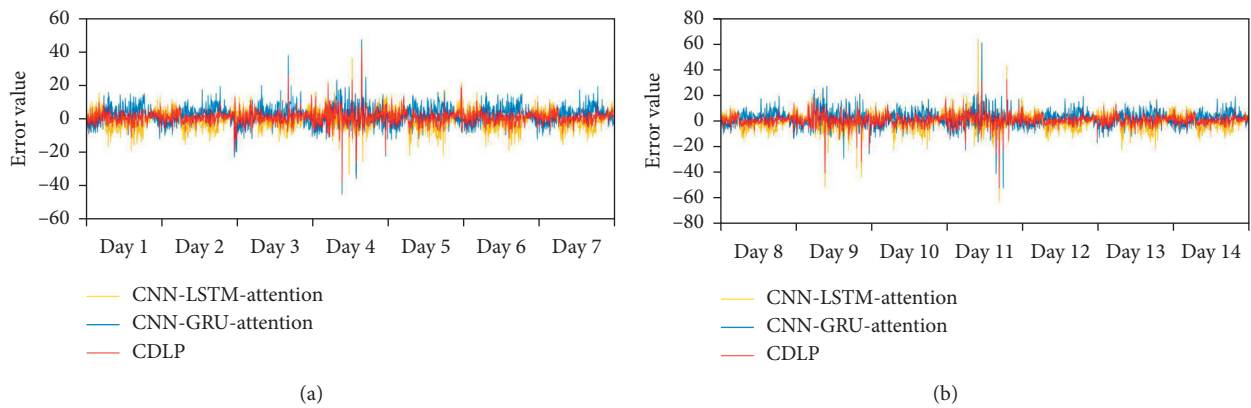 60
40
20
0
−20
−40
−60
Error value
Day 1 Day 2 Day 3 Day 4 Day 5 Day 6 Day 7
CNN-LSTM-attention
CNN-GRU-attention
CDLP
(a)
80
60
40
20
0
−20
−40
−60
−80
Error value
Day 8 Day 9 Day 10 Day 11 Day 12 Day 13 Day 14
CNN-LSTM-attention
CNN-GRU-attention
CDLP
(b)